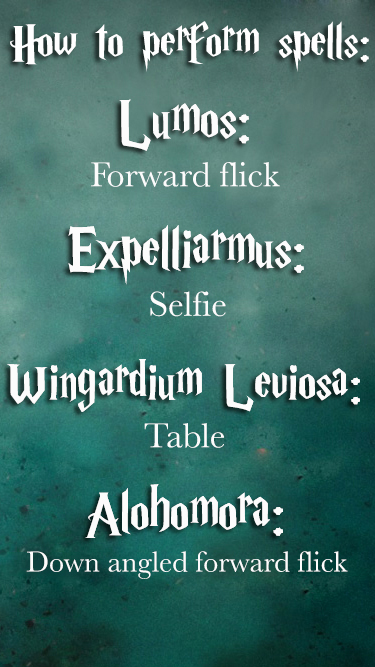 How to perform spells:
Lumos:
Forward flick
Expelliarmus:
Selfie
Wingardium Leviosa:
Table
Alohomora:
Down angled forward flick